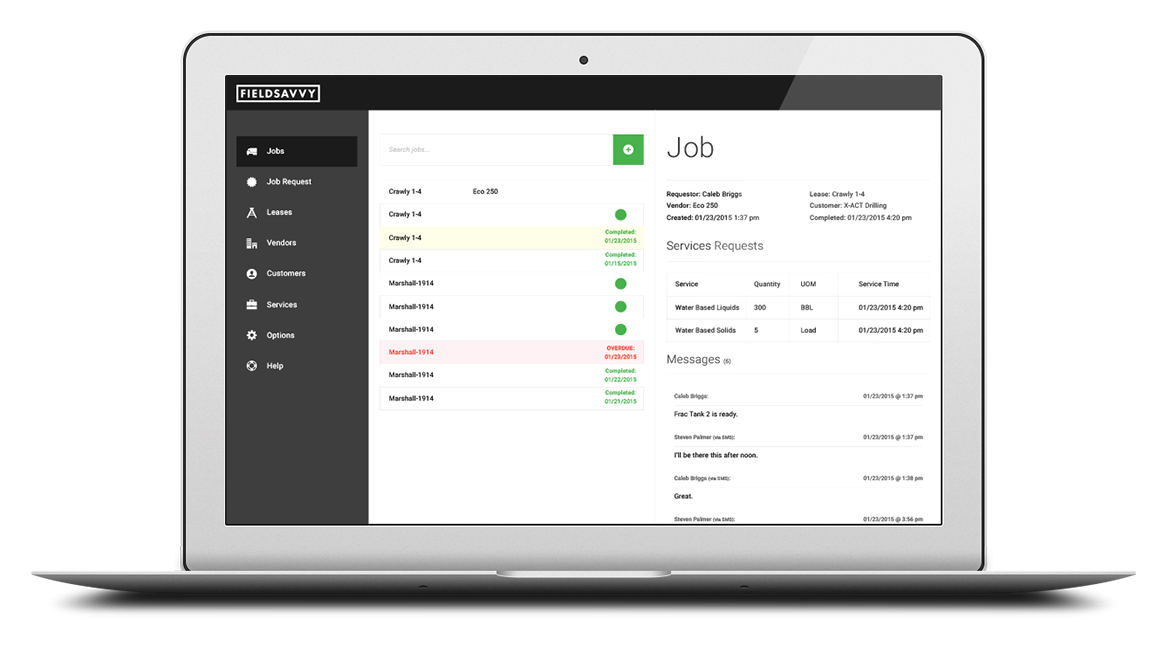 FIELDSAVVY
Jobs
Job Request
Leases
Vendors
Customers
Services
Options
Help
Search jobs...
Crawly 1-4 Eco 250
Crawly 1-4
Crawly 1-4 Completed: 01/23/2015
Crawly 1-4 Completed: 01/15/2015
Marshall-1914
Marshall-1914
Marshall-1914
Marshall-1914 OVERDUE: 01/23/2015
Marshall-1914 Completed: 01/22/2015
Marshall-1914 Completed: 01/21/2015
Job
Requestor: Caleb Briggs Lease: Crawly 1-4
Vendor: Eco 250 Customer: X-ACT Drilling
Created: 01/23/2015 1:37 pm Completed: 01/23/2015 4:20 pm
Services Requests
Service Quantity UOM Service Time
Water Based Liquids 300 BBL 01/23/2015 4:20 pm
Water Based Solids 5 Load 01/23/2015 4:20 pm
Messages (5)
Caleb Briggs: 01/23/2015 @ 1:37 pm
Frac Tank 2 is ready.
Steven Palmer (via SMS): 01/23/2015 @ 1:37 pm
I'll be there this after noon.
Caleb Briggs (via SMS): 01/23/2015 @ 1:38 pm
Great.
Steven Palmer (via SMS): 01/23/2015 @ 3:56 pm